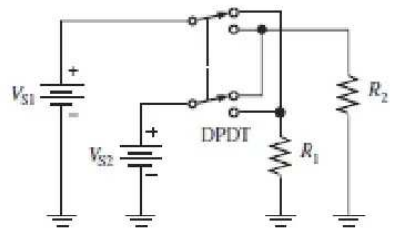 +
V_S1
R_2
−
+
DPDT
V_S2
R_1
−